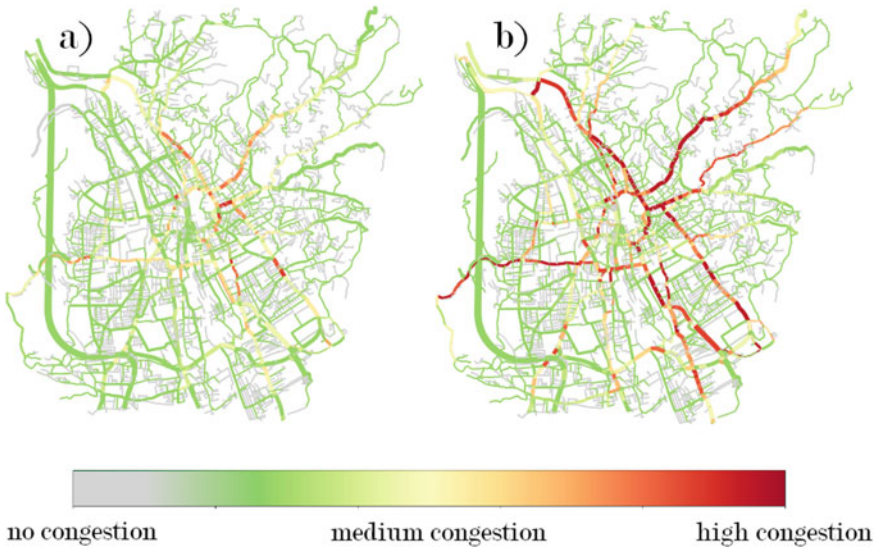 a)
b)
no congestion
medium congestion
high congestion